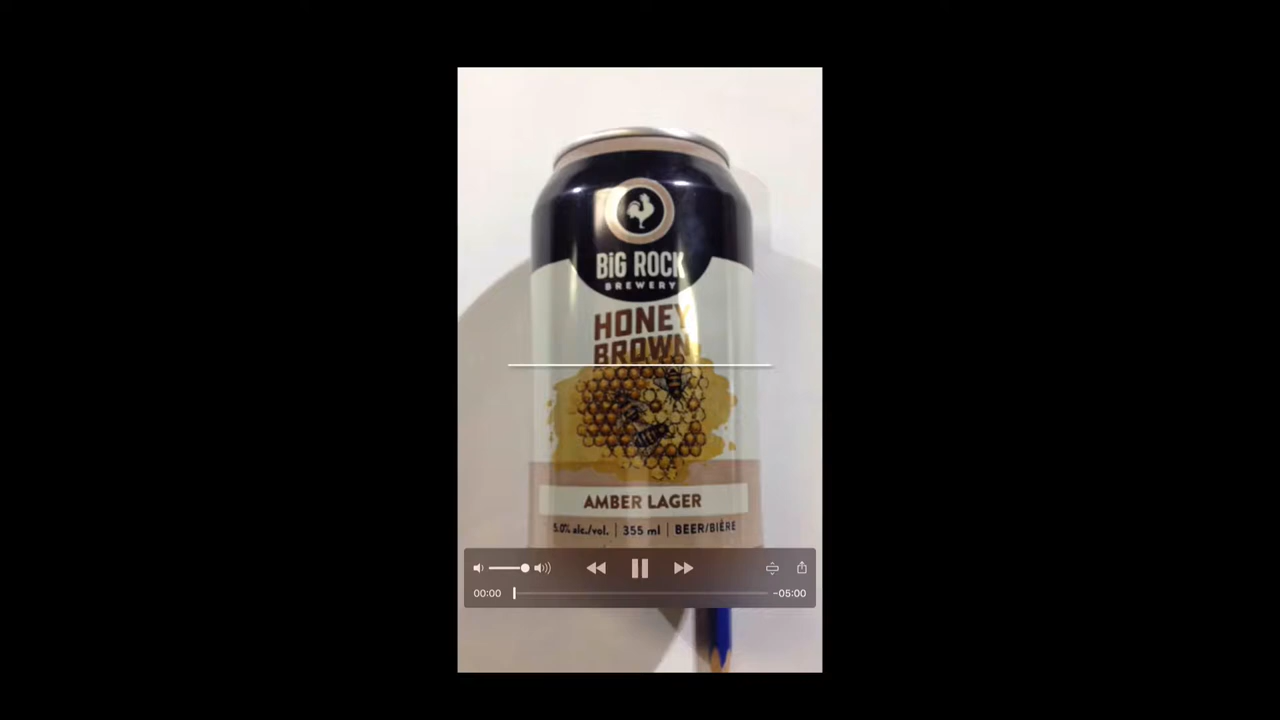 BiG ROCK
BREWERY
HONEY
BROWN
AMBER LAGER
5.0% alc./vol. | 355 ml | BEER/BIÈRE
00:00
-05:00